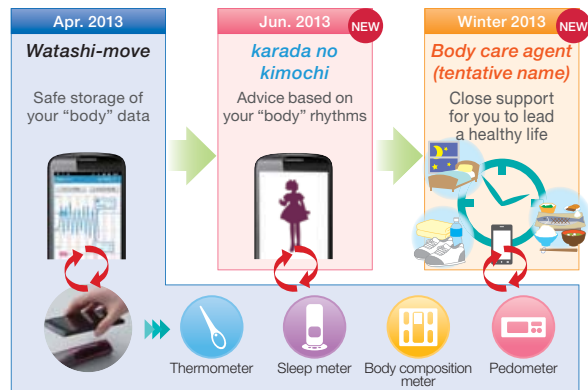 Apr. 2013
Watashi-move
Safe storage of
your “body” data
Jun. 2013
NEW
karada no
kimochi
Advice based on
your “body” rhythms
Winter 2013
NEW
Body care agent
(tentative name)
Close support
for you to lead
a healthy life
Thermometer
Sleep meter
Body composition
meter
Pedometer